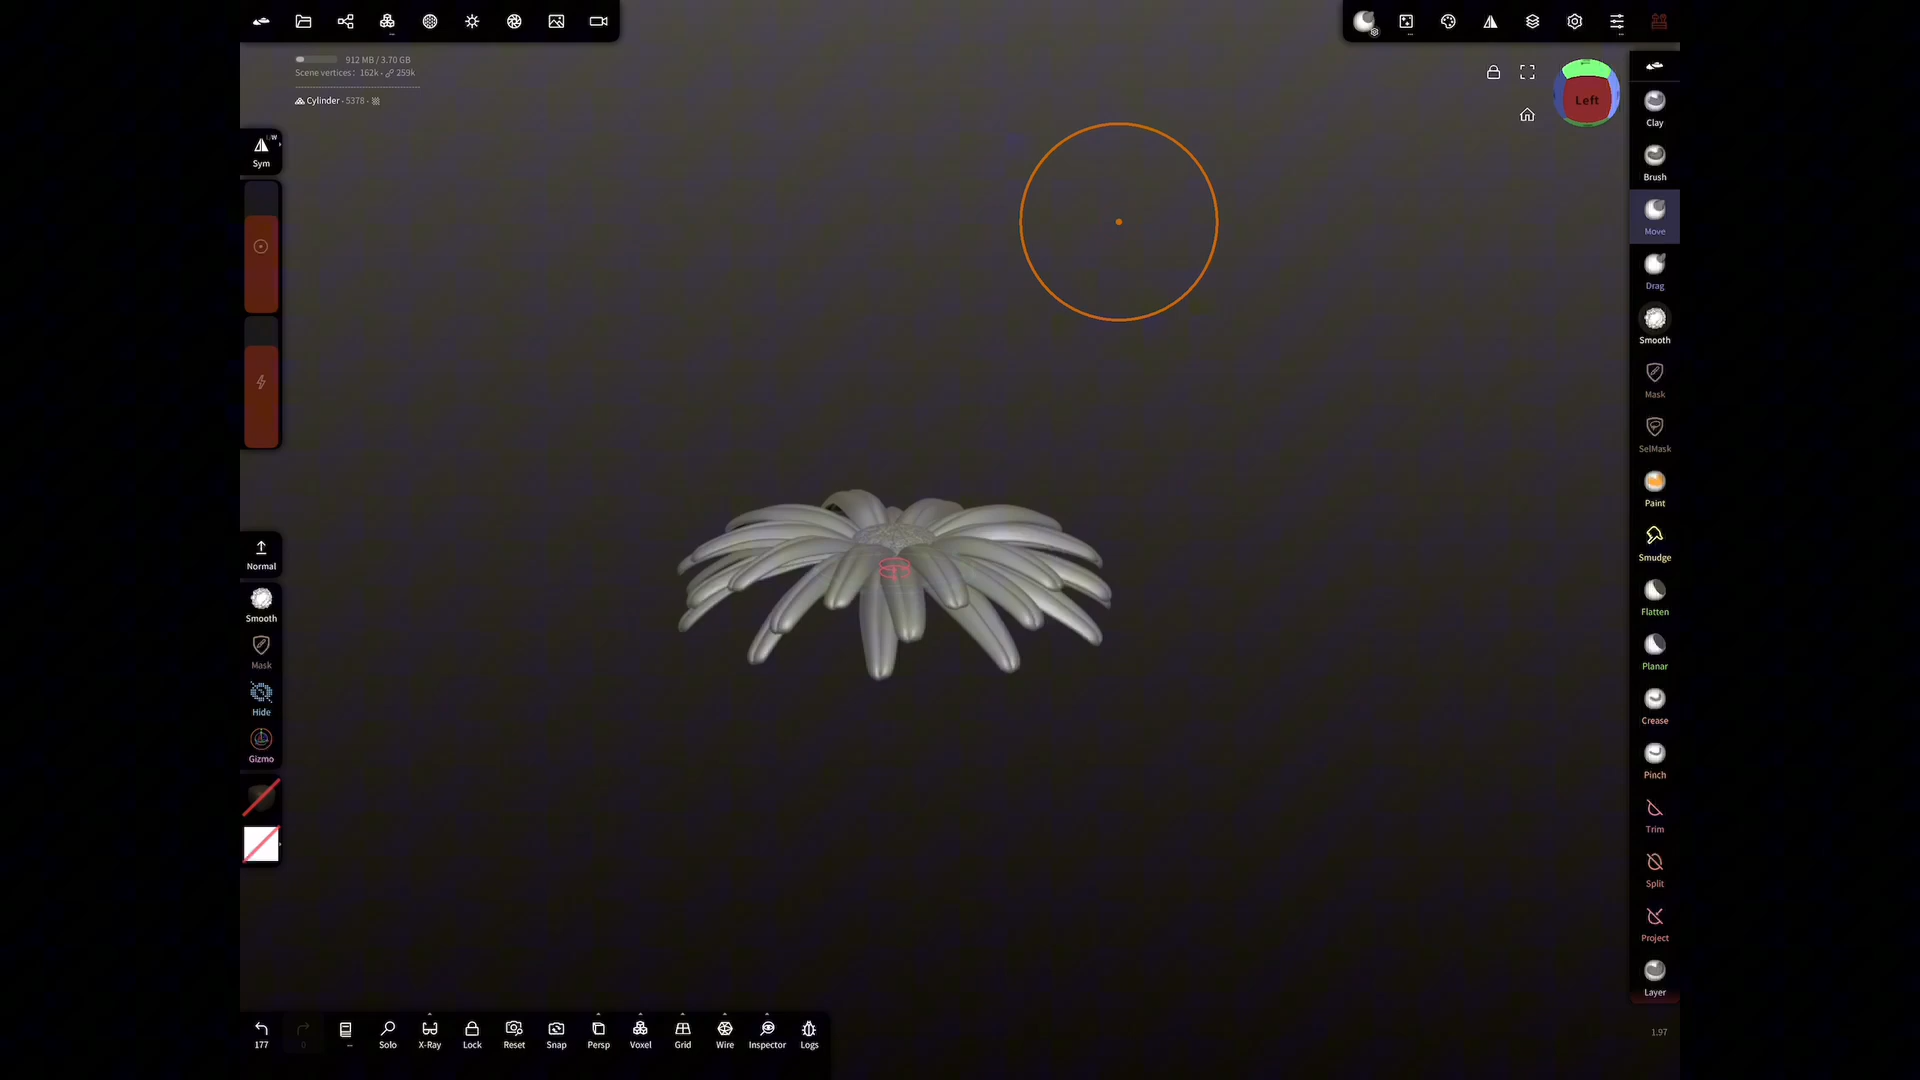 912 MB / 3.70 GB
Scene vertices: 162k · 259k
Cylinder · 5378 ·
Left
Sym
Normal
Smooth
Mask
Hide
Gizmo
Clay
Brush
Move
Drag
Smooth
Mask
SelMask
Paint
Smudge
Flatten
Planar
Crease
Pinch
Trim
Split
Project
Layer
177
0
Solo
X-Ray
Lock
Reset
Snap
Persp
Voxel
Grid
Wire
Inspector
Logs
1.97